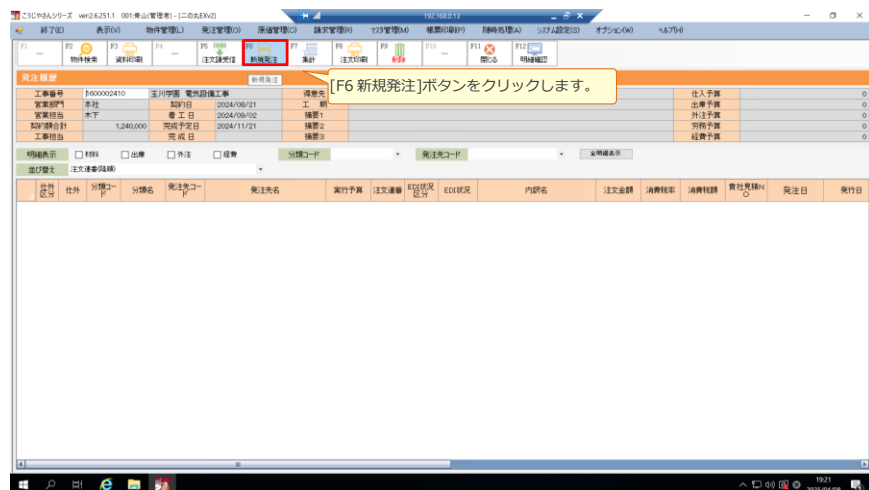 こうじやさんシリーズ ver.2.6.251.1 001:青山(管理者) - [二の丸EXv2] 192.168.0.13
終了(E) 表示(V) 物件管理(L) 発注管理(O) 原価管理(G) 請求管理(R) マスタ管理(M) 帳票印刷(P) 随時処理(A) システム設定(S) オプション(W) ヘルプ(H)
F1 F2 F3 F4 F5 F6 F7 F8 F9 F10 F11 F12
物件検索 資料印刷 注文請受信 新規発注 集計 注文印刷 削除 閉じる 明細確認
[F6 新規発注]ボタンをクリックします。
発注履歴 新規発注
工事番号 600002410 玉川学園 電気設備工事 得意先 仕入予算 0
営業部門 本社 契約日 2024/08/21 工 期 出庫予算 0
営業担当 木下 着工日 2024/09/02 摘要1 外注予算 0
契約額合計 1,240,000 完成予定日 2024/11/21 摘要2 労務予算 0
工事担当 完成日 摘要3 経費予算 0
明細表示 材料 出庫 外注 経費 分類コード 発注先コード 全明細表示
並び替え 注文連番(降順)
仕外区分 仕外 分類コード 分類名 発注先コード 発注先名 実行予算 注文連番 EDI状況区分 EDI状況 内訳名 注文金額 消費税率 消費税額 貴社見積NO 発注日 発行日
19:21
2025/04/08